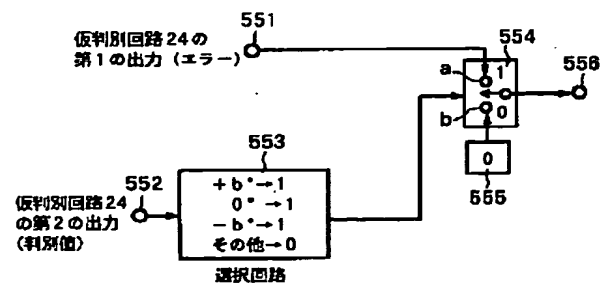 551
仮判別回路24の
第1の出力（エラー）
554
556
a
1
b
0
0
555
553
552
+b*→1
0*→1
-b*→1
その他→0
仮判別回路24
の第2の出力
（判別値）
選択回路